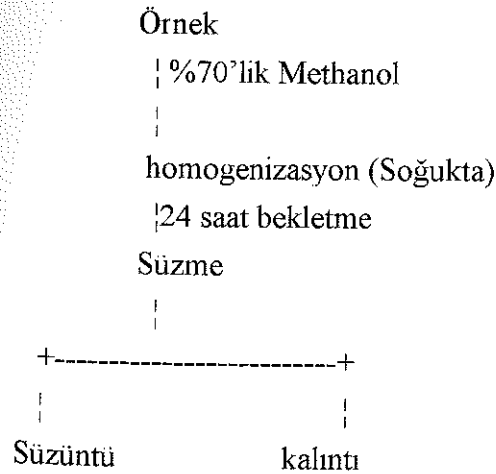 Örnek
%70'lik Methanol
homogenizasyon (Soğukta)
24 saat bekletme
Süzme
Süzüntü kalıntı